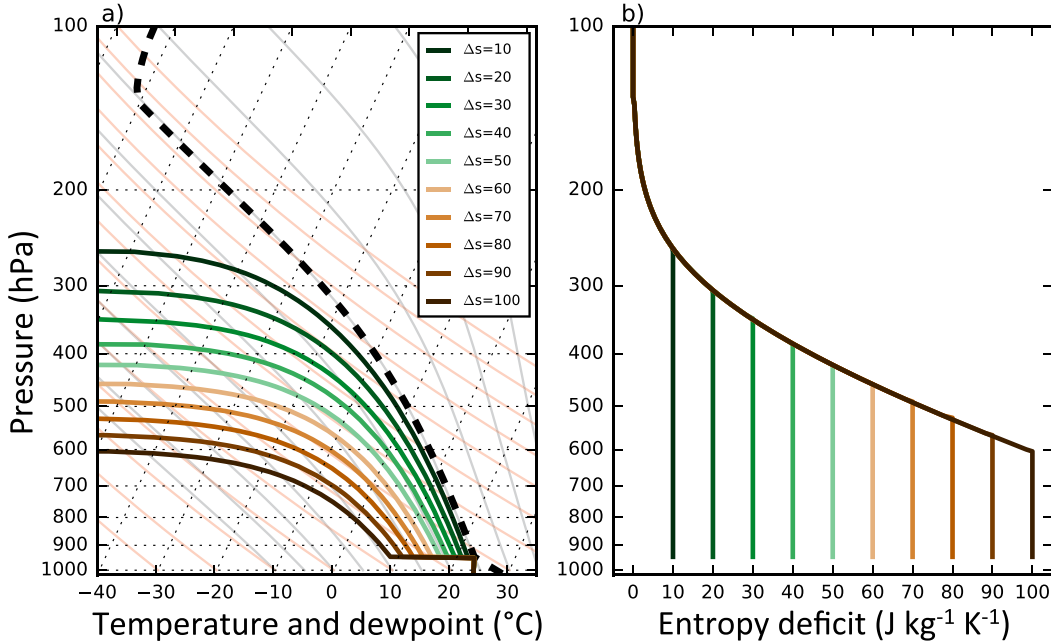 a)
b)
100
200
300
400
500
600
700
800
900
1000
Pressure (hPa)
Δs=10
Δs=20
Δs=30
Δs=40
Δs=50
Δs=60
Δs=70
Δs=80
Δs=90
Δs=100
−40 −30 −20 −10 0 10 20 30
Temperature and dewpoint (°C)
100
200
300
400
500
600
700
800
900
1000
0 10 20 30 40 50 60 70 80 90 100
Entropy deficit (J kg⁻¹ K⁻¹)